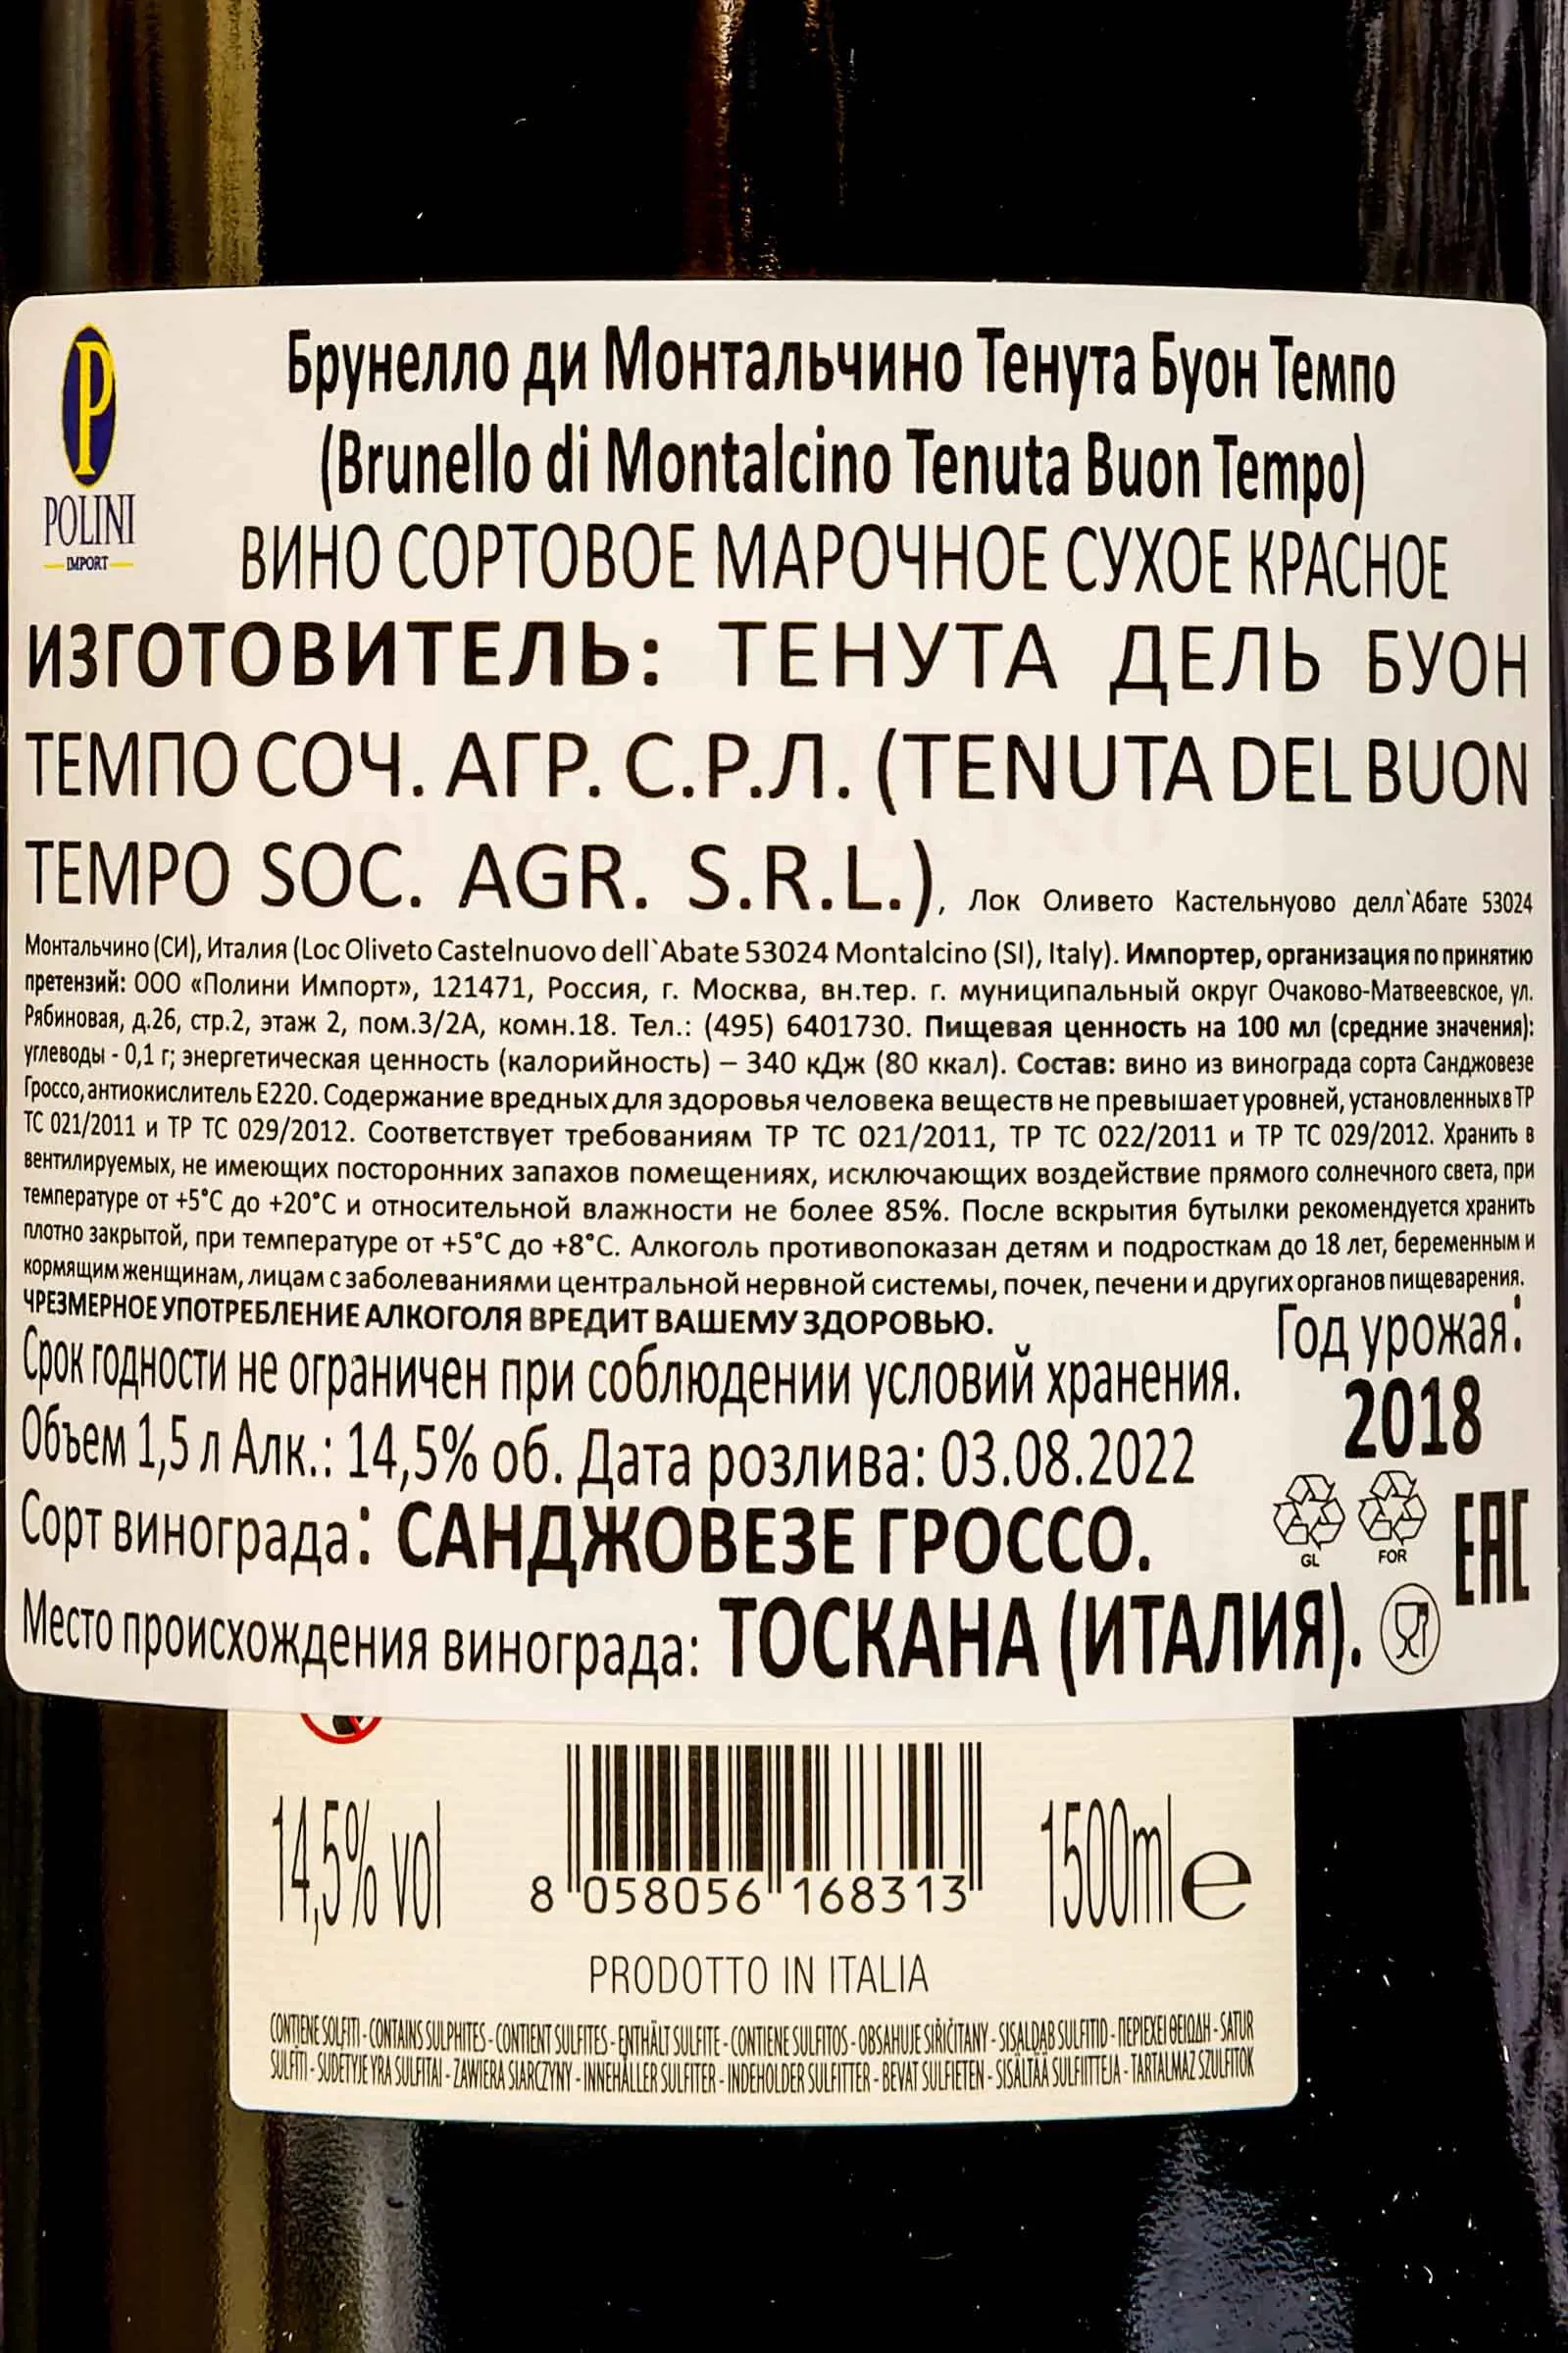 P
POLINI
IMPORT
Брунелло ди Монтальчино Тенута Буон Темпо
(Brunello di Montalcino Tenuta Buon Tempo)
ВИНО СОРТОВОЕ МАРОЧНОЕ СУХОЕ КРАСНОЕ
ИЗГОТОВИТЕЛЬ: ТЕНУТА ДЕЛЬ БУОН
ТЕМПО СОЧ. АГР. С.Р.Л. (TENUTA DEL BUON
TEMPO SOC. AGR. S.R.L.), Лок Оливето Кастельнуово делл`Абате 53024
Монтальчино (СИ), Италия (Loc Oliveto Castelnuovo dell`Abate 53024 Montalcino (SI), Italy). Импортер, организация по принятию
претензий: ООО «Полини Импорт», 121471, Россия, г. Москва, вн.тер. г. муниципальный округ Очаково-Матвеевское, ул.
Рябиновая, д.26, стр.2, этаж 2, пом.3/2А, комн.18. Тел.: (495) 6401730. Пищевая ценность на 100 мл (средние значения):
углеводы - 0,1 г; энергетическая ценность (калорийность) – 340 кДж (80 ккал). Состав: вино из винограда сорта Санджовезе
Гроссо, антиокислитель Е220. Содержание вредных для здоровья человека веществ не превышает уровней, установленных в ТР
ТС 021/2011 и ТР ТС 029/2012. Соответствует требованиям ТР ТС 021/2011, ТР ТС 022/2011 и ТР ТС 029/2012. Хранить в
вентилируемых, не имеющих посторонних запахов помещениях, исключающих воздействие прямого солнечного света, при
температуре от +5°С до +20°С и относительной влажности не более 85%. После вскрытия бутылки рекомендуется хранить
плотно закрытой, при температуре от +5°С до +8°С. Алкоголь противопоказан детям и подросткам до 18 лет, беременным и
кормящим женщинам, лицам с заболеваниями центральной нервной системы, почек, печени и других органов пищеварения.
ЧРЕЗМЕРНОЕ УПОТРЕБЛЕНИЕ АЛКОГОЛЯ ВРЕДИТ ВАШЕМУ ЗДОРОВЬЮ.
Срок годности не ограничен при соблюдении условий хранения.
Год урожая:
2018
Объем 1,5 л Алк.: 14,5% об. Дата розлива: 03.08.2022
Сорт винограда: САНДЖОВЕЗЕ ГРОССО.
GL
FOR
EAC
Место происхождения винограда: ТОСКАНА (ИТАЛИЯ).
14,5% vol
8 058056 168313
1500ml e
PRODOTTO IN ITALIA
CONTIENE SOLFITI - CONTAINS SULPHITES - CONTIENT SULFITES - ENTHÄLT SULFITE - CONTIENE SULFITOS - OBSAHUJE SIŘIČITANY - SISALDAB SULFITID - ΠΕΡΙΕΧΕΙ ΘΕΙΩΔΗ - SATUR
SULFĪTI - SUDĖTYJE YRA SULFITAI - ZAWIERA SIARCZYNY - INNEHÅLLER SULFITER - INDEHOLDER SULFITTER - BEVAT SULFIETEN - SISÄLTÄÄ SULFIITTEJA - TARTALMAZ SZULFITOK